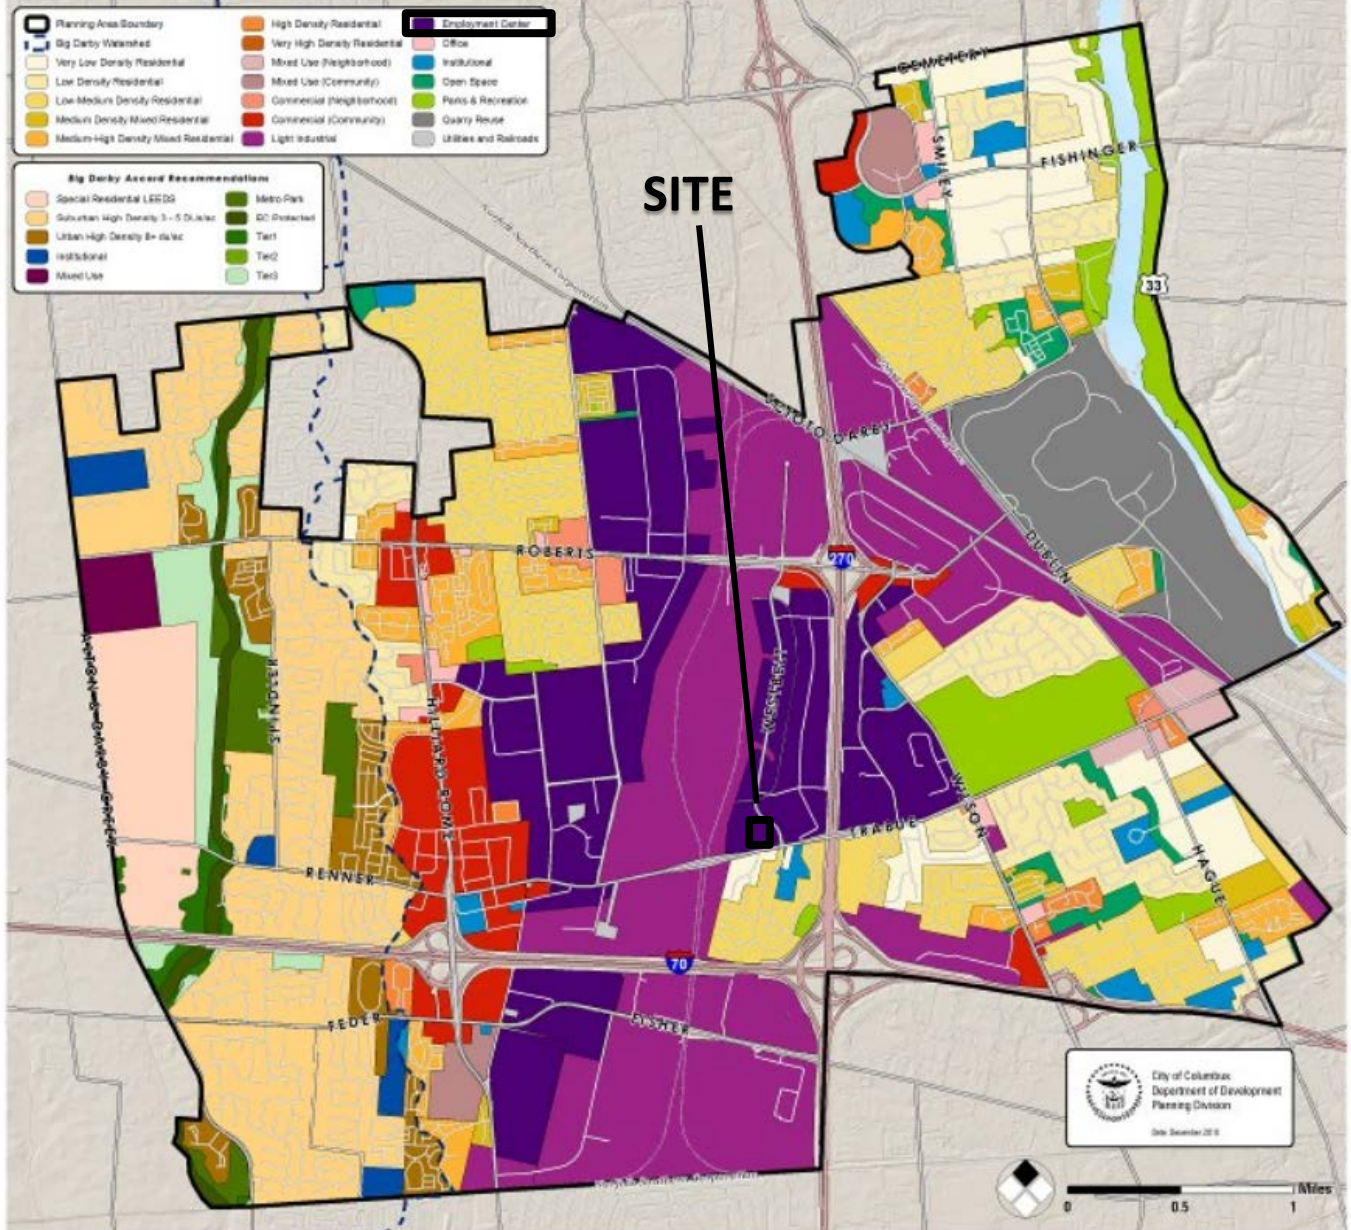 Planning Area Boundary
Big Darby Watershed
Very Low Density Residential
Low Density Residential
Low-Medium Density Residential
Medium Density Mixed Residential
Medium-High Density Mixed Residential
High Density Residential
Very High Density Residential
Mixed Use (Neighborhood)
Mixed Use (Community)
Commercial (Neighborhood)
Commercial (Community)
Light Industrial
Employment Center
Office
Institutional
Open Space
Parks & Recreation
Quarry Reuse
Utilities and Railroads
Big Darby Accord Recommendations
Special Residential LEEDS
Suburban High Density 3 - 5 DU/ac
Urban High Density 8+ du/ac
Institutional
Mixed Use
Metro Park
EC Protected
Tier1
Tier2
Tier3
SITE
CEMETERY
SMILEY
FISHINGER
33
SCIOTO DARBY
DUBLIN
ROBERTS
270
WESTBELT
HILLIARD ROME
WILSON
TRABUE
HAGUE
RENNER
70
FEDER
FISHER
City of Columbus
Department of Development
Planning Division
Miles
0 0.5 1